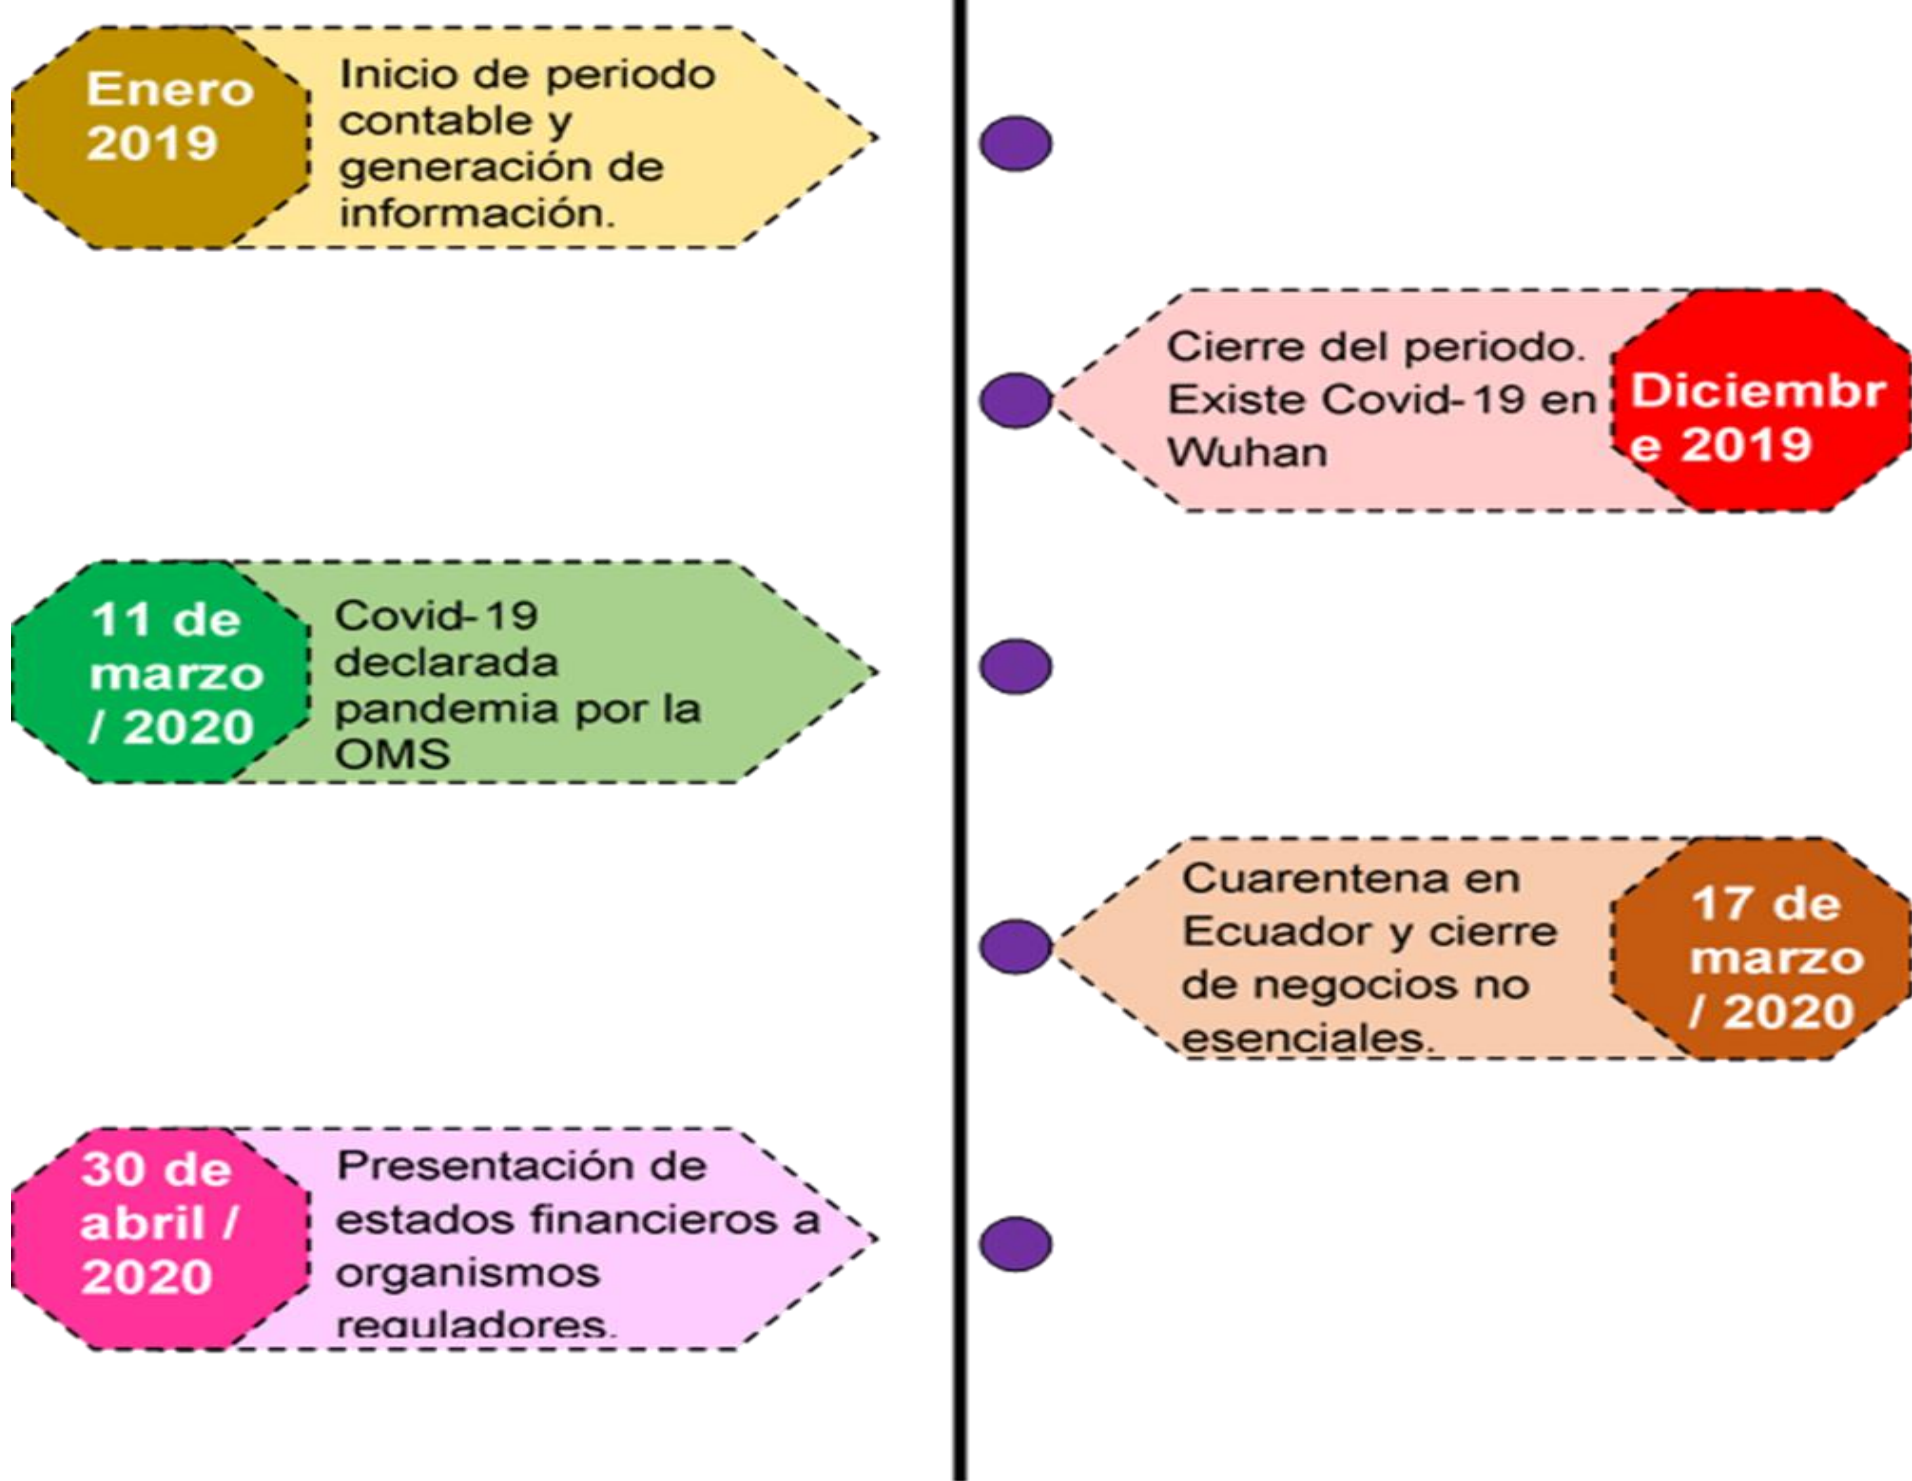 Enero
2019
Inicio de periodo
contable y
generación de
información.
Cierre del periodo.
Existe Covid-19 en
Wuhan
Diciembr
e 2019
11 de
marzo
/ 2020
Covid-19
declarada
pandemia por la
OMS
Cuarentena en
Ecuador y cierre
de negocios no
esenciales.
17 de
marzo
/ 2020
30 de
abril /
2020
Presentación de
estados financieros a
organismos
reguladores.